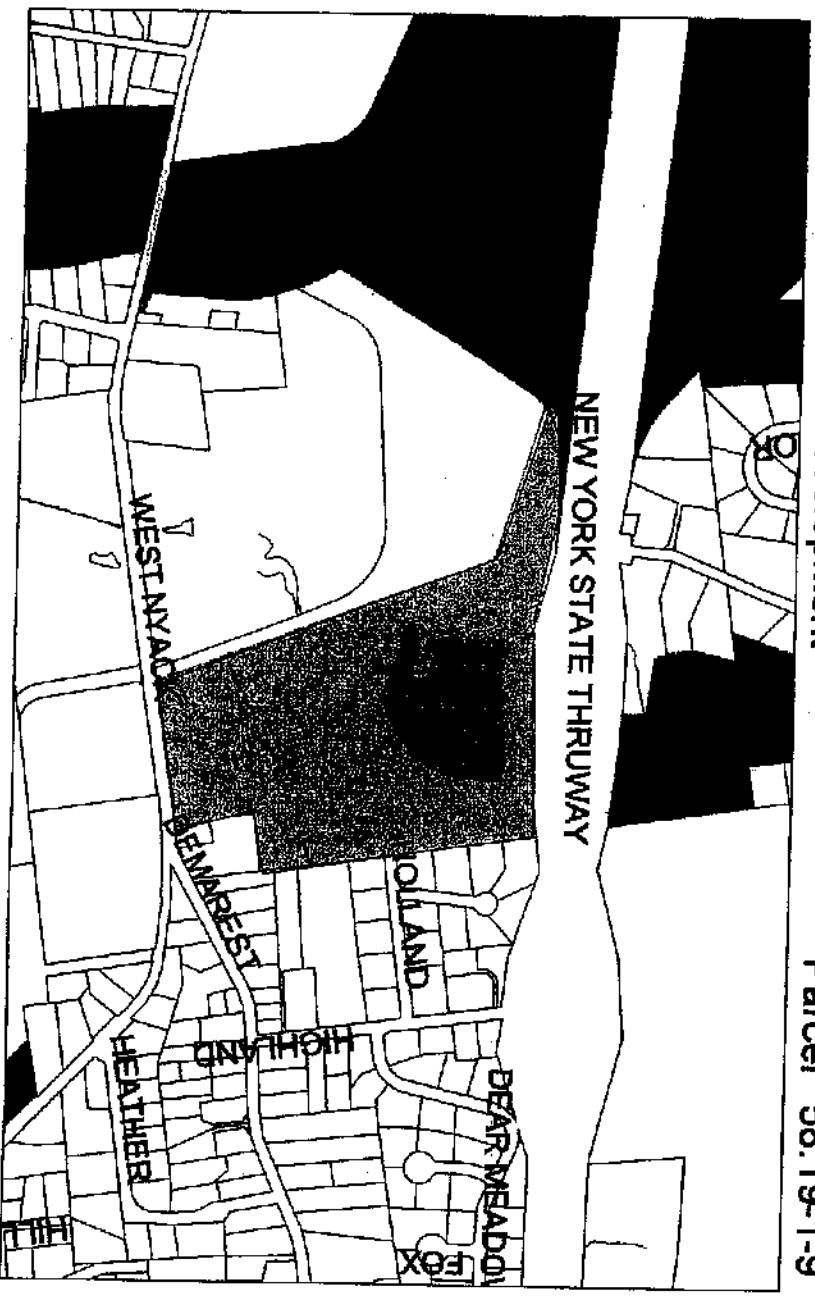 Parcel 58.19-1-9
DR
NEW YORK STATE THRUWAY
WEST NYAC
DEMAREST
HOLLAND
HIGHLAND
HEATHER
DEAR MEADOW
FOX
HILL